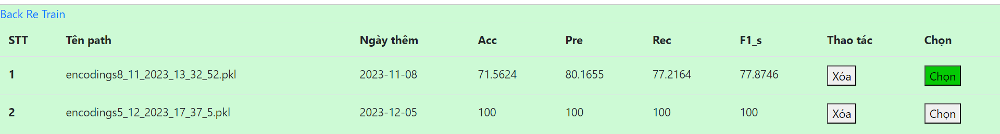 Back Re Train
STT Tên path Ngày thêm Acc Pre Rec F1_s Thao tác Chọn
1 encodings8_11_2023_13_32_52.pkl 2023-11-08 71.5624 80.1655 77.2164 77.8746 Xóa Chọn
2 encodings5_12_2023_17_37_5.pkl 2023-12-05 100 100 100 100 Xóa Chọn